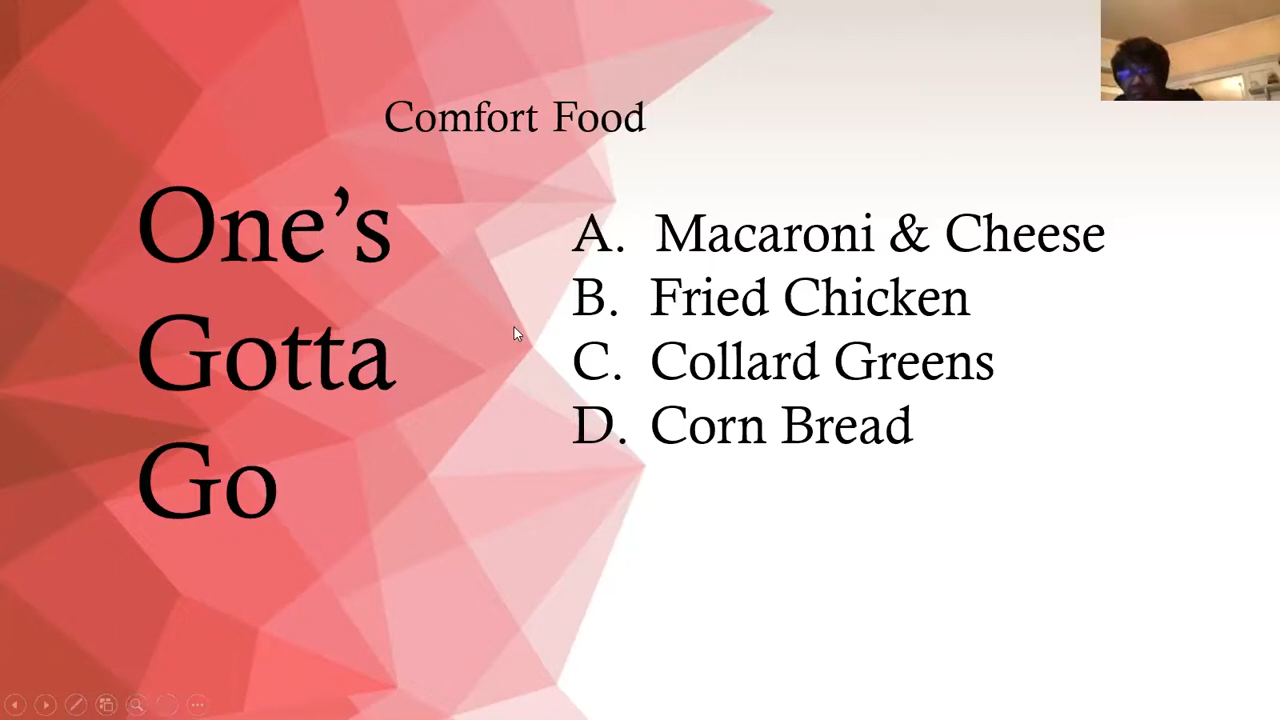 Comfort Food
One’s
Gotta
Go
A. Macaroni & Cheese
B. Fried Chicken
C. Collard Greens
D. Corn Bread